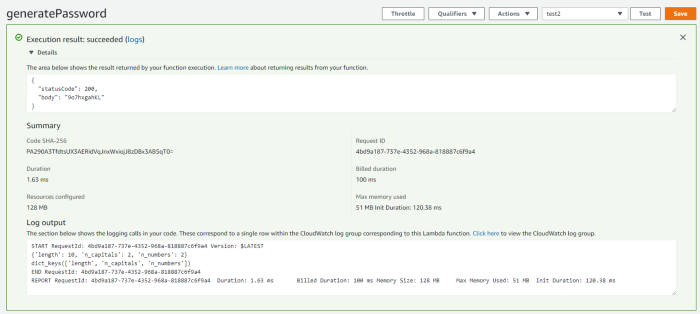 generatePassword
Throttle
Qualifiers
Actions
test2
Test
Save
Execution result: succeeded (logs)
Details
The area below shows the result returned by your function execution. Learn more about returning results from your function.
{
"statusCode": 200,
"body": "9o7hxgahKL"
}
Summary
Code SHA-256
Request ID
4bd9a187-737e-4352-968a-818887c6f9a4
Duration
Billed duration
1.63 ms
100 ms
Resources configured
Max memory used
128 MB
51 MB Init Duration: 120.38 ms
Log output
The section below shows the logging calls in your code. These correspond to a single row within the CloudWatch log group corresponding to this Lambda function. Click here to view the CloudWatch log group.
START RequestId: 4bd9a187-737e-4352-968a-818887c6f9a4 Version: $LATEST
{'length': 10, 'n_capitals': 2, 'n_numbers': 2}
dict_keys(['length', 'n_capitals', 'n_numbers'])
END RequestId: 4bd9a187-737e-4352-968a-818887c6f9a4
REPORT RequestId: 4bd9a187-737e-4352-968a-818887c6f9a4 Duration: 1.63 ms Billed Duration: 100 ms Memory Size: 128 MB Max Memory Used: 51 MB Init Duration: 120.38 ms